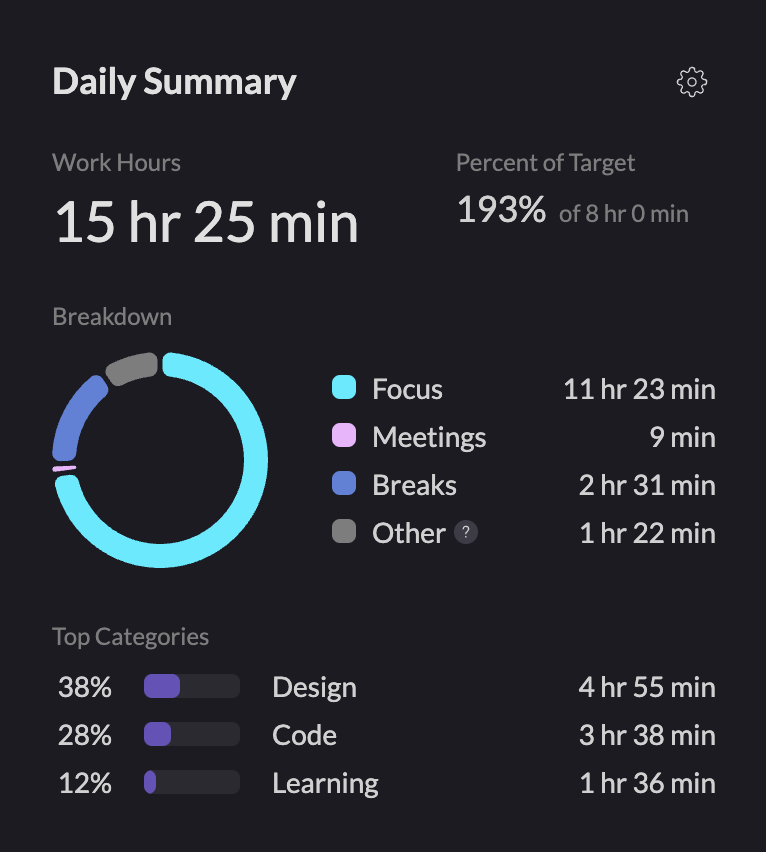 Daily Summary
Work Hours
Percent of Target
15 hr 25 min
193% of 8 hr 0 min
Breakdown
Focus 11 hr 23 min
Meetings 9 min
Breaks 2 hr 31 min
Other ? 1 hr 22 min
Top Categories
38% Design 4 hr 55 min
28% Code 3 hr 38 min
12% Learning 1 hr 36 min